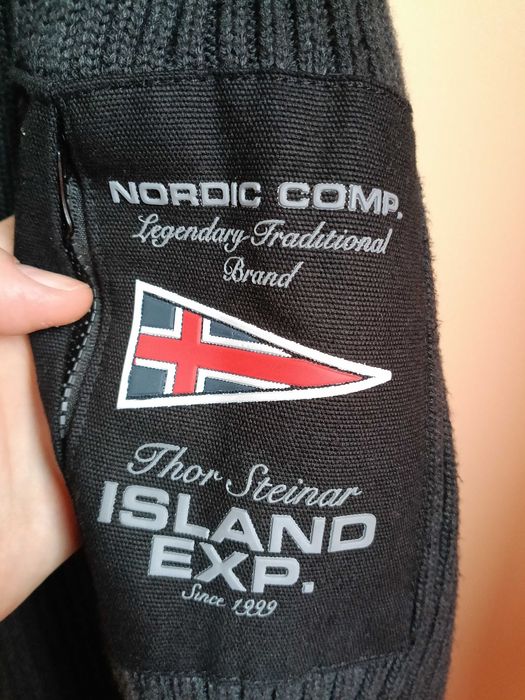 NORDIC COMP.
Legendary Traditional
Brand
Thor Steinar
ISLAND
EXP.
Since 1999